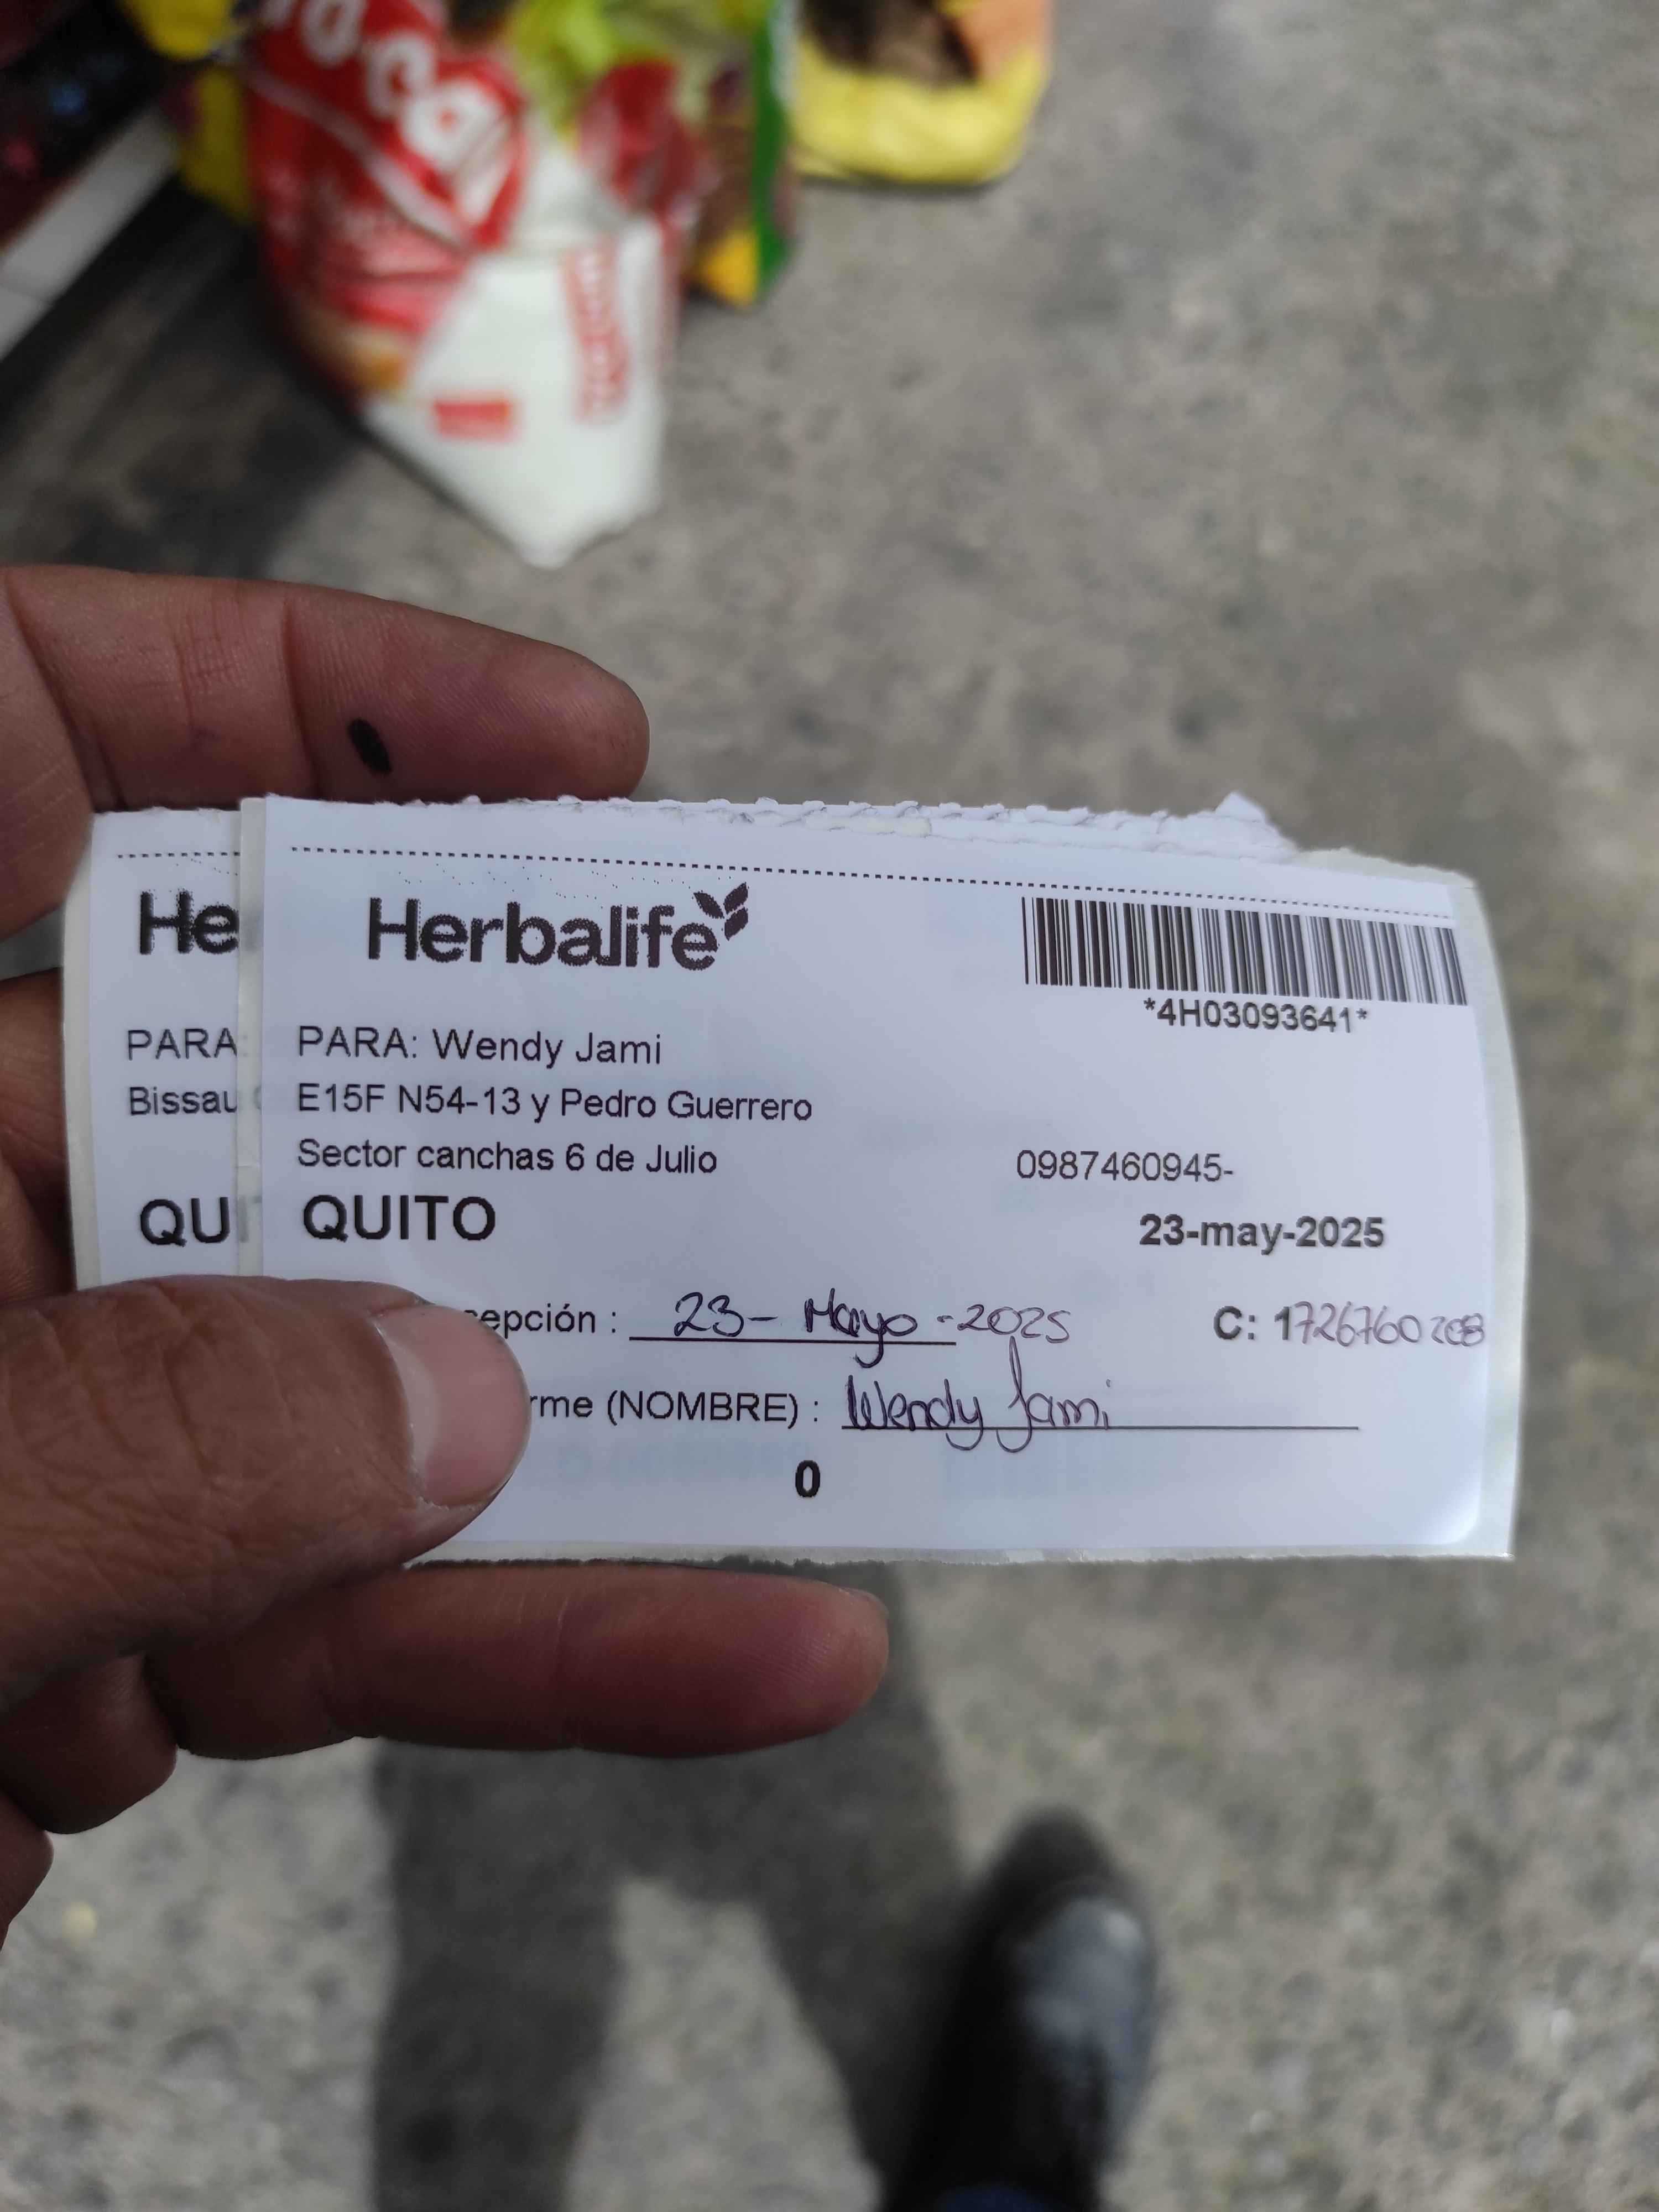 He
PARA
Bissau
QUI
Herbalife
*4H03093641*
PARA: Wendy Jami
E15F N54-13 y Pedro Guerrero
Sector canchas 6 de Julio
0987460945-
QUITO
23-may-2025
epción : 23- Mayo -2025
C: 1726760208
rme (NOMBRE) : Wendy Jami
0